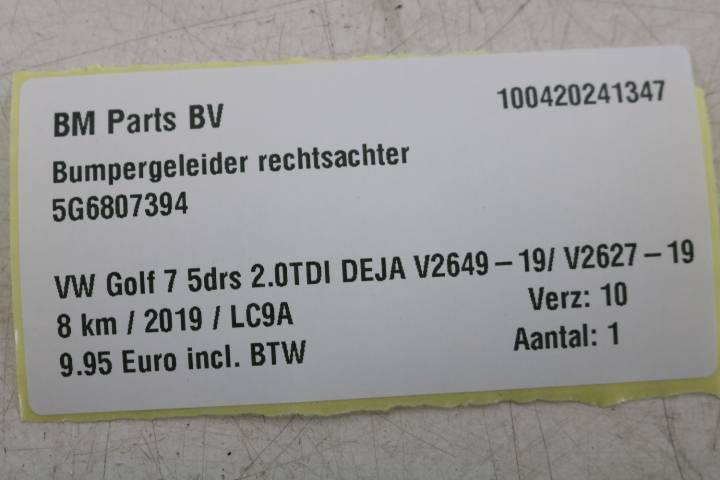 BM Parts BV
100420241347
Bumpergeleider rechtsachter
5G6807394
VW Golf 7 5drs 2.0TDI DEJA V2649 – 19/ V2627 – 19
8 km / 2019 / LC9A
Verz: 10
9.95 Euro incl. BTW
Aantal: 1